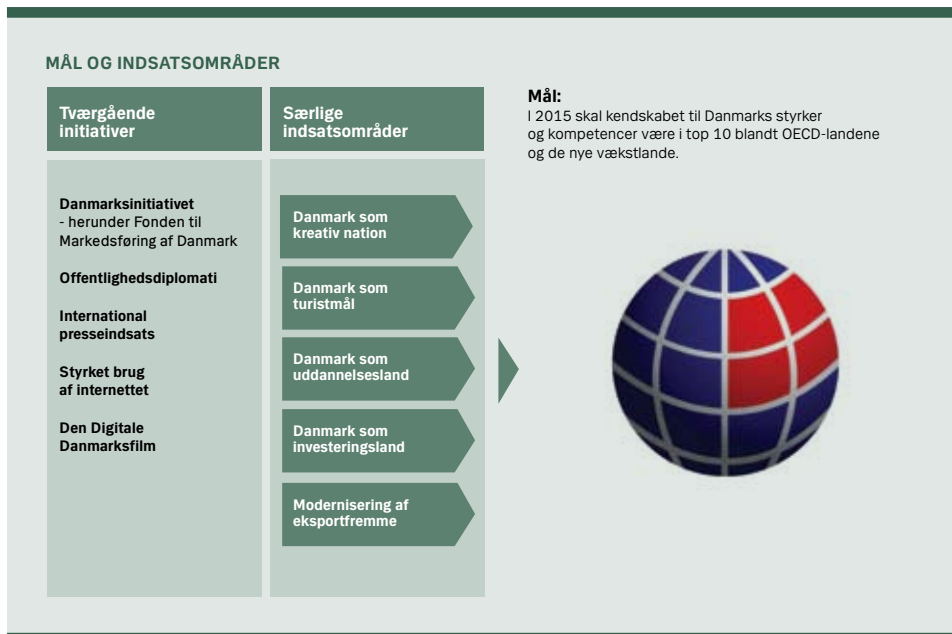 MÅL OG INDSATSOMRÅDER
Tværgående
initiativer
Danmarksinitiativet
- herunder Fonden til
Markedsføring af Danmark
Offentlighedsdiplomati
International
presseindsats
Styrket brug
af internettet
Den Digitale
Danmarksfilm
Særlige
indsatsområder
Danmark som
kreativ nation
Danmark som
turistmål
Danmark som
uddannelsesland
Danmark som
investeringsland
Modernisering af
eksportfremme
Mål:
I 2015 skal kendskabet til Danmarks styrker
og kompetencer være i top 10 blandt OECD-landene
og de nye vækstlande.